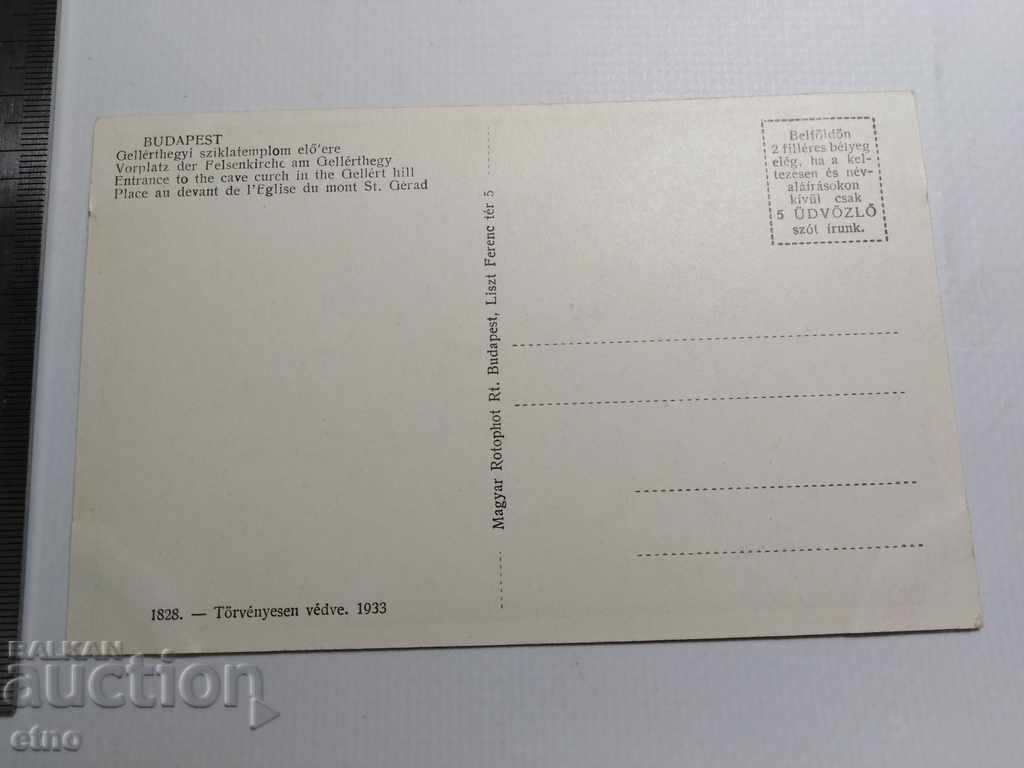 BUDAPEST
Gellérthegyi sziklatemplom elő'ere
Vorplatz der Felsenkirche am Gellérthegy
Entrance to the cave curch in the Gellért hill
Place au devant de l'Eglise du mont St. Gérad
Magyar Rotophot Rt. Budapest, Liszt Ferenc tér 5
Belföldön
2 filléres bélyeg
elég, ha a kel-
tezésen és név-
aláírásokon
kívül csak
5 ÜDVÖZLŐ
szót írunk.
1828. — Törvényesen védve. 1933
BALKAN
auction
etno